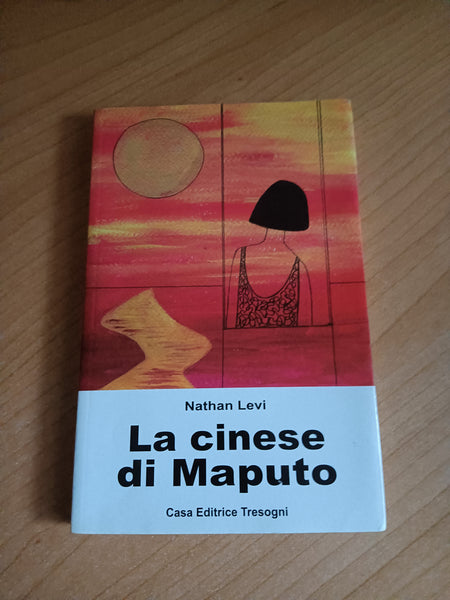 Nathan Levi
La cinese
di Maputo
Casa Editrice Tresogni